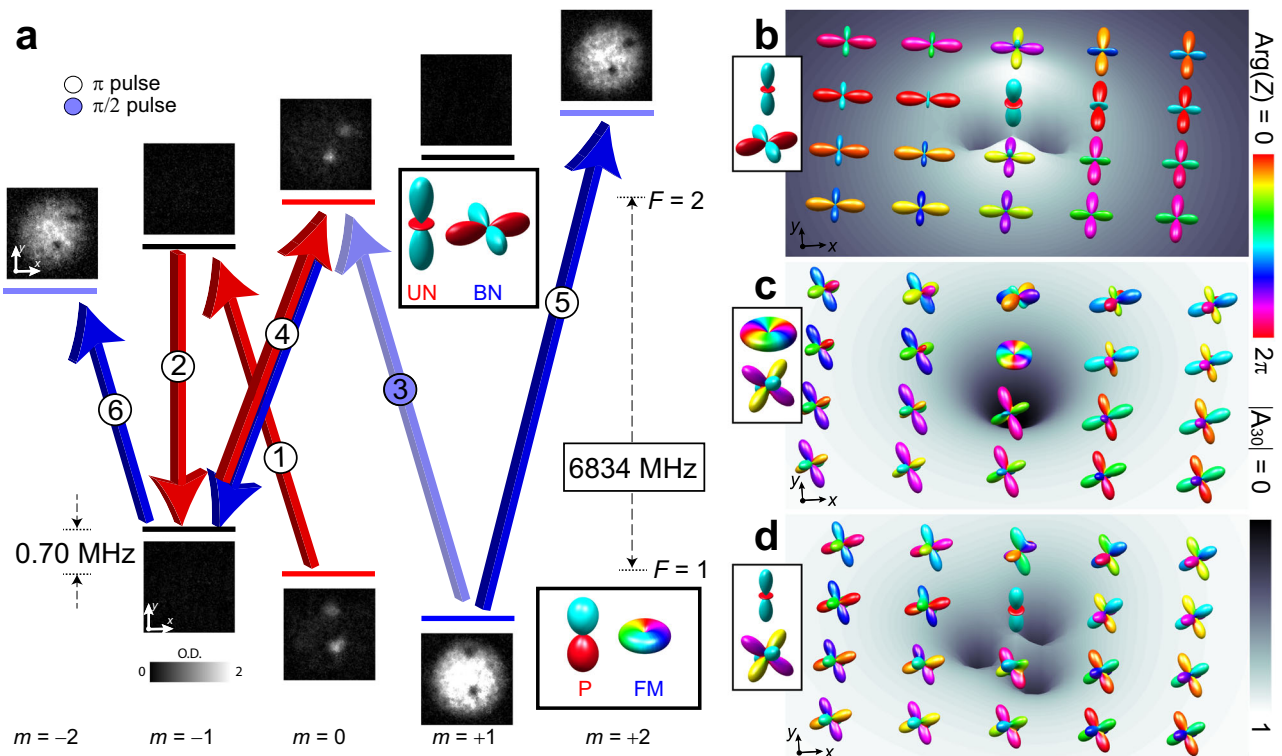 a
π pulse
π/2 pulse
y
x
F = 2
UN
BN
5
4
2
3
6
1
6834 MHz
0.70 MHz
F = 1
y
x
O.D.
0
2
P
FM
m = −2
m = −1
m = 0
m = +1
m = +2
b
y
x
c
y
x
d
y
x
Arg(Z) = 0
2π
|A30| = 0
1